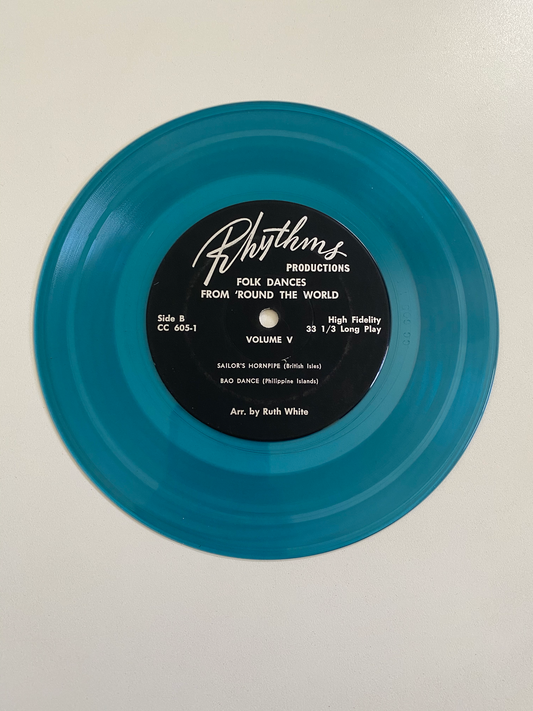 Rhythms
PRODUCTIONS
FOLK DANCES
FROM 'ROUND THE WORLD
Side B
CC 605-1
High Fidelity
33 1/3 Long Play
VOLUME V
SAILOR'S HORNPIPE (British Isles)
BAO DANCE (Philippine Islands)
Arr. by Ruth White